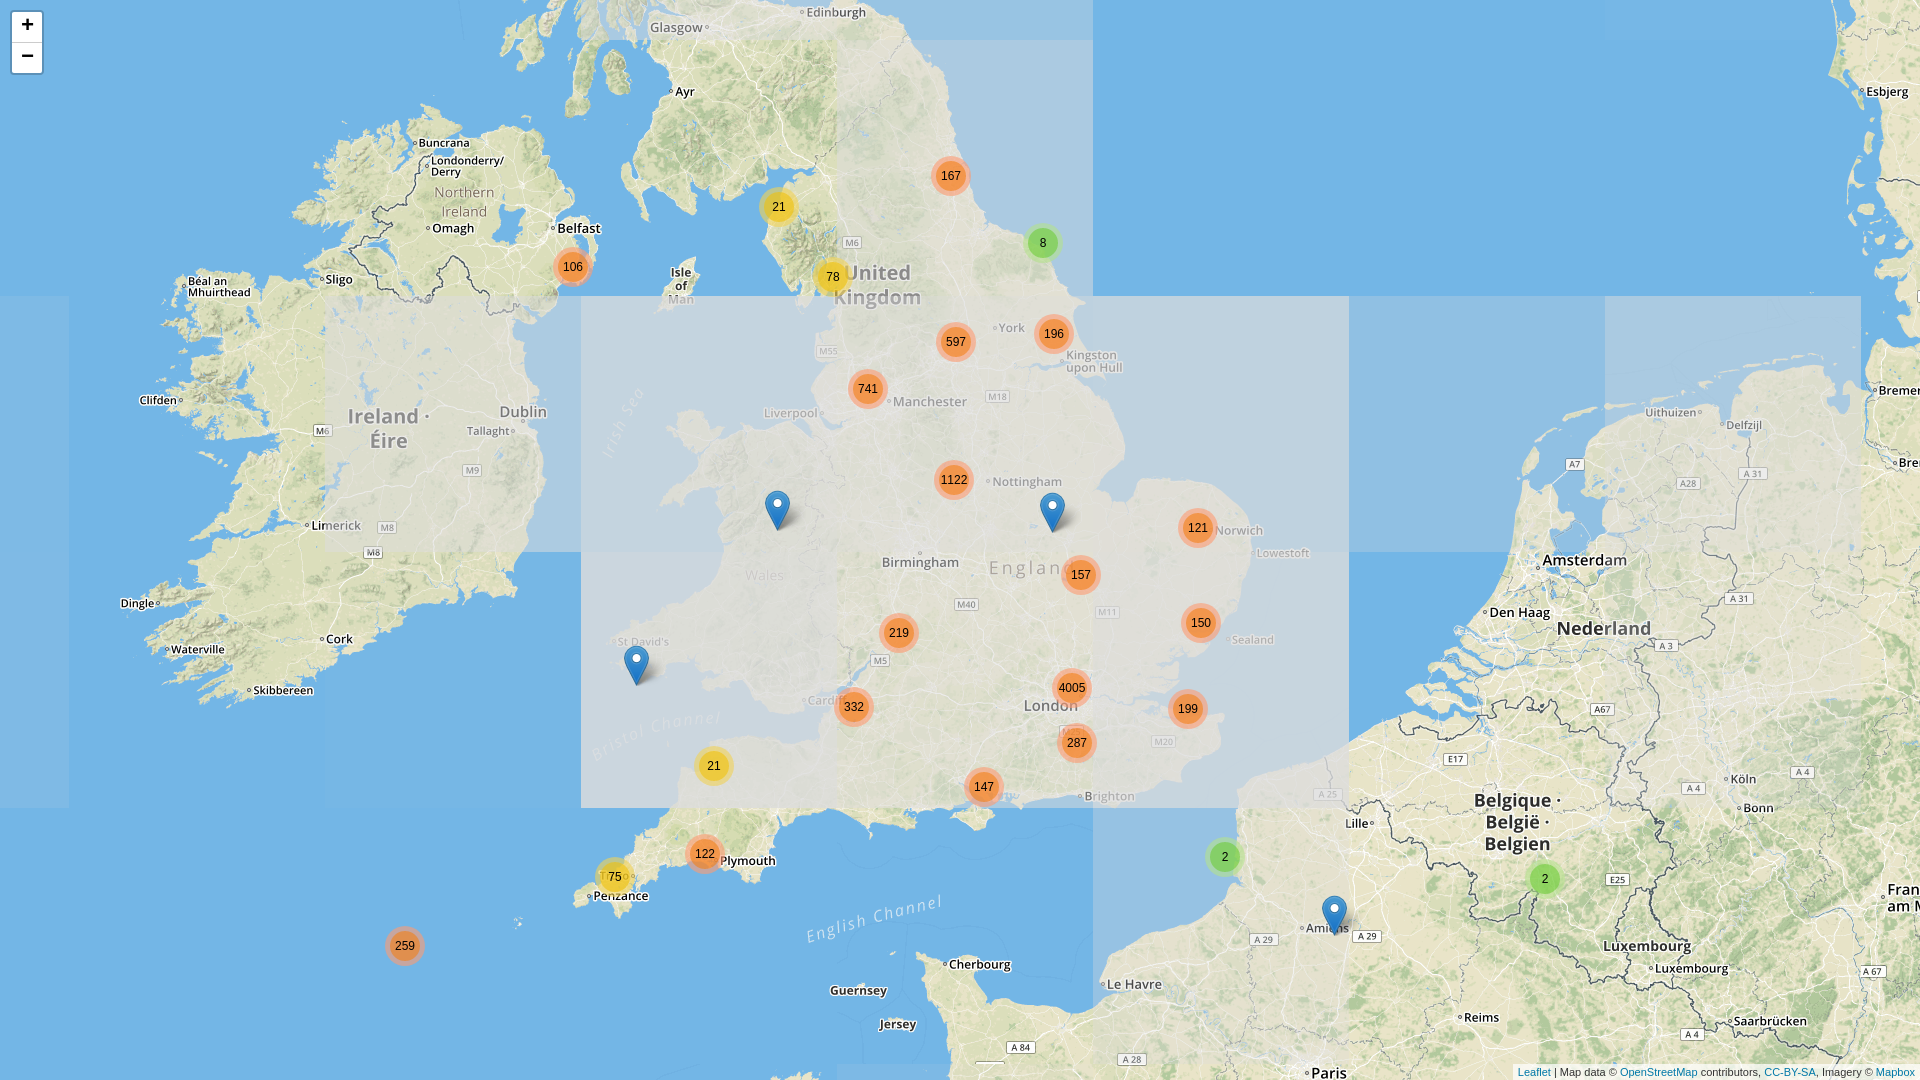 +
−
Glasgow
Edinburgh
Ayr
Esbjerg
Buncrana
Londonderry/
Derry
Northern
Ireland
Omagh
Belfast
167
21
8
M6
106
78
United
Kingdom
Isle
of
Man
Sligo
Béal an
Mhuirthead
York
196
597
M55
Kingston
upon Hull
741
Manchester
M18
Liverpool
Irish Sea
Clifden
Ireland ·
Éire
Dublin
Tallaght
M6
M9
Uithuizen
Delfzijl
Breme
Bre
A7
A 31
A28
1122
Nottingham
Limerick
M8
M8
121
Norwich
Lowestoft
Birmingham
Wales
Englan
157
Amsterdam
Dingle
M40
M11
A 31
Den Haag
Nederland
Cork
Waterville
219
150
Sealand
St David's
M5
A 3
Skibbereen
4005
London
Cardiff
332
199
A67
Bristol Channel
287
M20
21
E17
147
Brighton
A 25
Köln
A 4
A 4
Bonn
Belgique ·
België ·
Belgien
Lille
122
Plymouth
2
75
Penzance
2
E25
Fran
am M
English Channel
259
Amiens
A 29
A 29
Luxembourg
Luxembourg
A 67
Cherbourg
Le Havre
Guernsey
Jersey
Reims
Saarbrücken
A 4
A 84
A 28
Paris
Leaflet | Map data © OpenStreetMap contributors, CC-BY-SA, Imagery © Mapbox